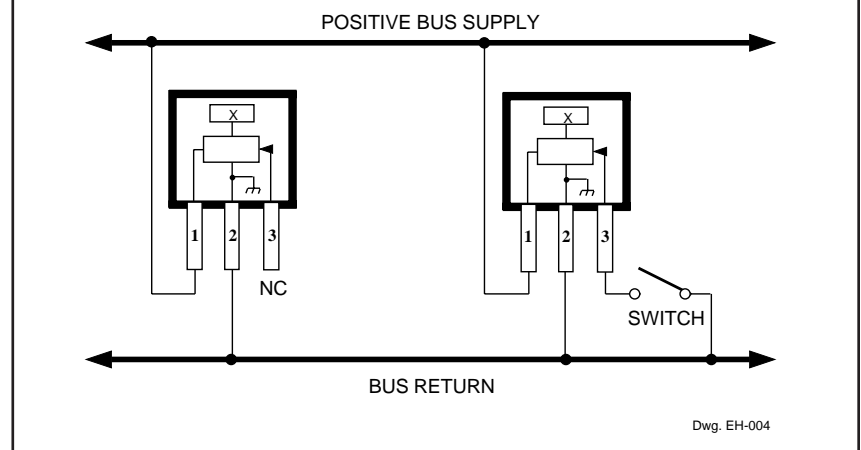 POSITIVE BUS SUPPLY
X
X
1 2 3
1 2 3
NC
SWITCH
BUS RETURN
Dwg. EH-004